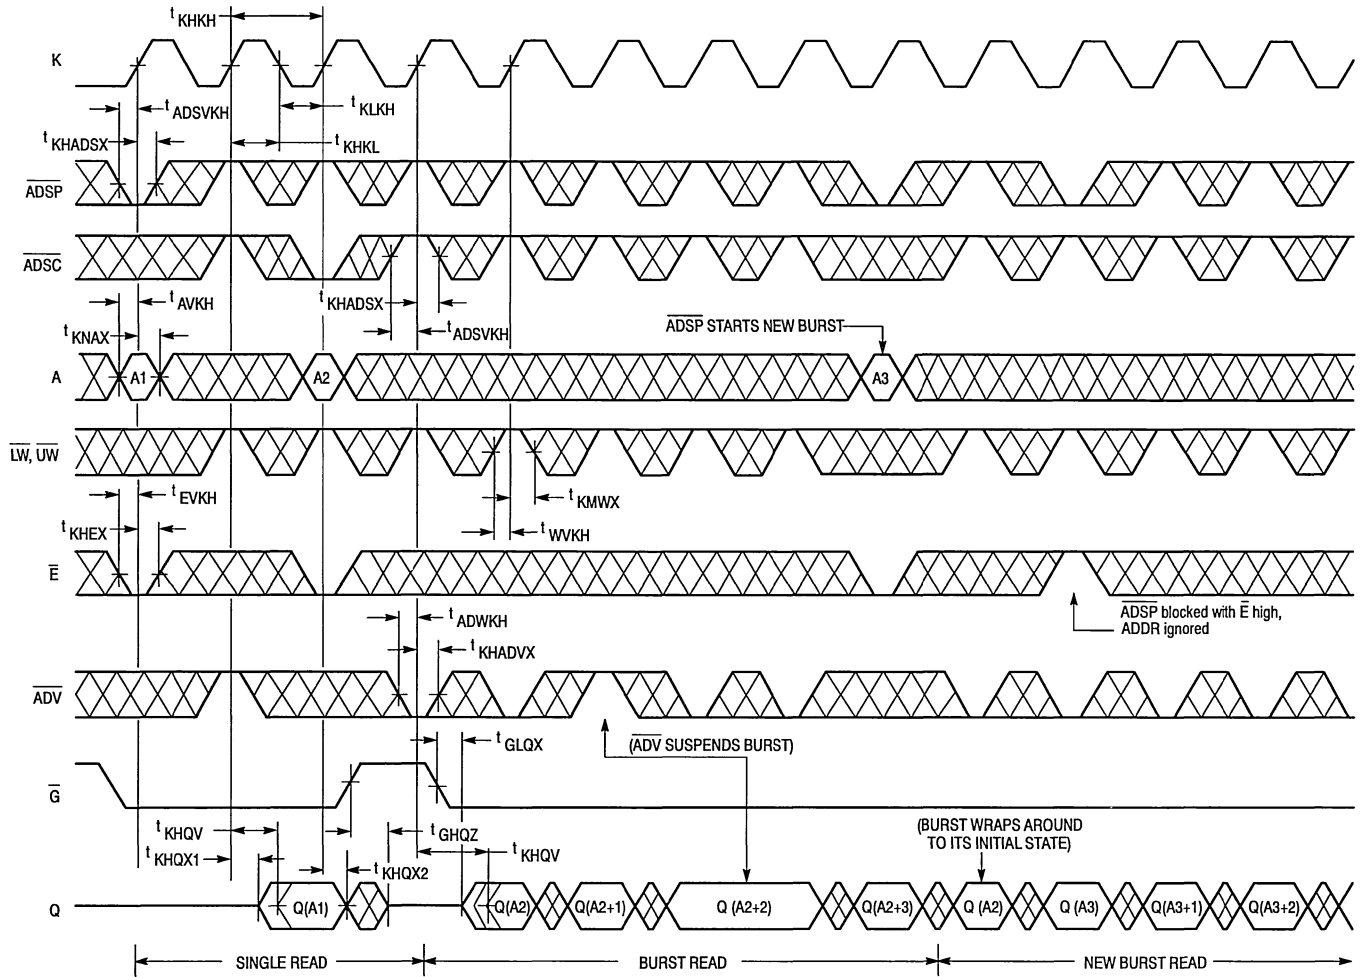 t KHKH
K
t ADSVKH
t KLKH
t KHADSX
t KHKL
ADSP
ADSC
t AVKH
t KHADSX
t KNAX
t ADSVKH
ADSP STARTS NEW BURST
A
A1
A2
A3
LW, UW
t EVKH
t KMWX
t KHEX
t WVKH
E
ADSP blocked with E high,
ADDR ignored
t ADWKH
t KHADVX
ADV
t GLQX
(ADV SUSPENDS BURST)
G
t KHQV
t GHQZ
(BURST WRAPS AROUND
TO ITS INITIAL STATE)
t KHQX1
t KHQX2
t KHQV
Q
Q(A1)
Q(A2)
Q(A2+1)
Q (A2+2)
Q(A2+3)
Q (A2)
Q (A3)
Q(A3+1)
Q(A3+2)
SINGLE READ
BURST READ
NEW BURST READ